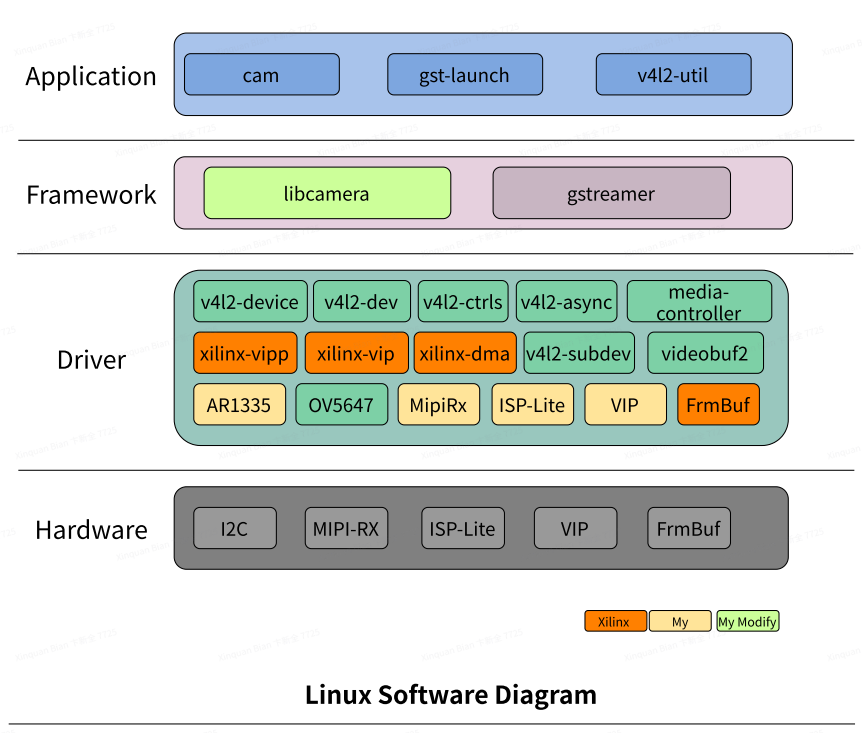 Application
cam
gst-launch
v4l2-util
Framework
libcamera
gstreamer
Driver
v4l2-device
v4l2-dev
v4l2-ctrls
v4l2-async
media-
controller
xilinx-vipp
xilinx-vip
xilinx-dma
v4l2-subdev
videobuf2
AR1335
OV5647
MipiRx
ISP-Lite
VIP
FrmBuf
Hardware
I2C
MIPI-RX
ISP-Lite
VIP
FrmBuf
Xilinx
My
My Modify
Linux Software Diagram